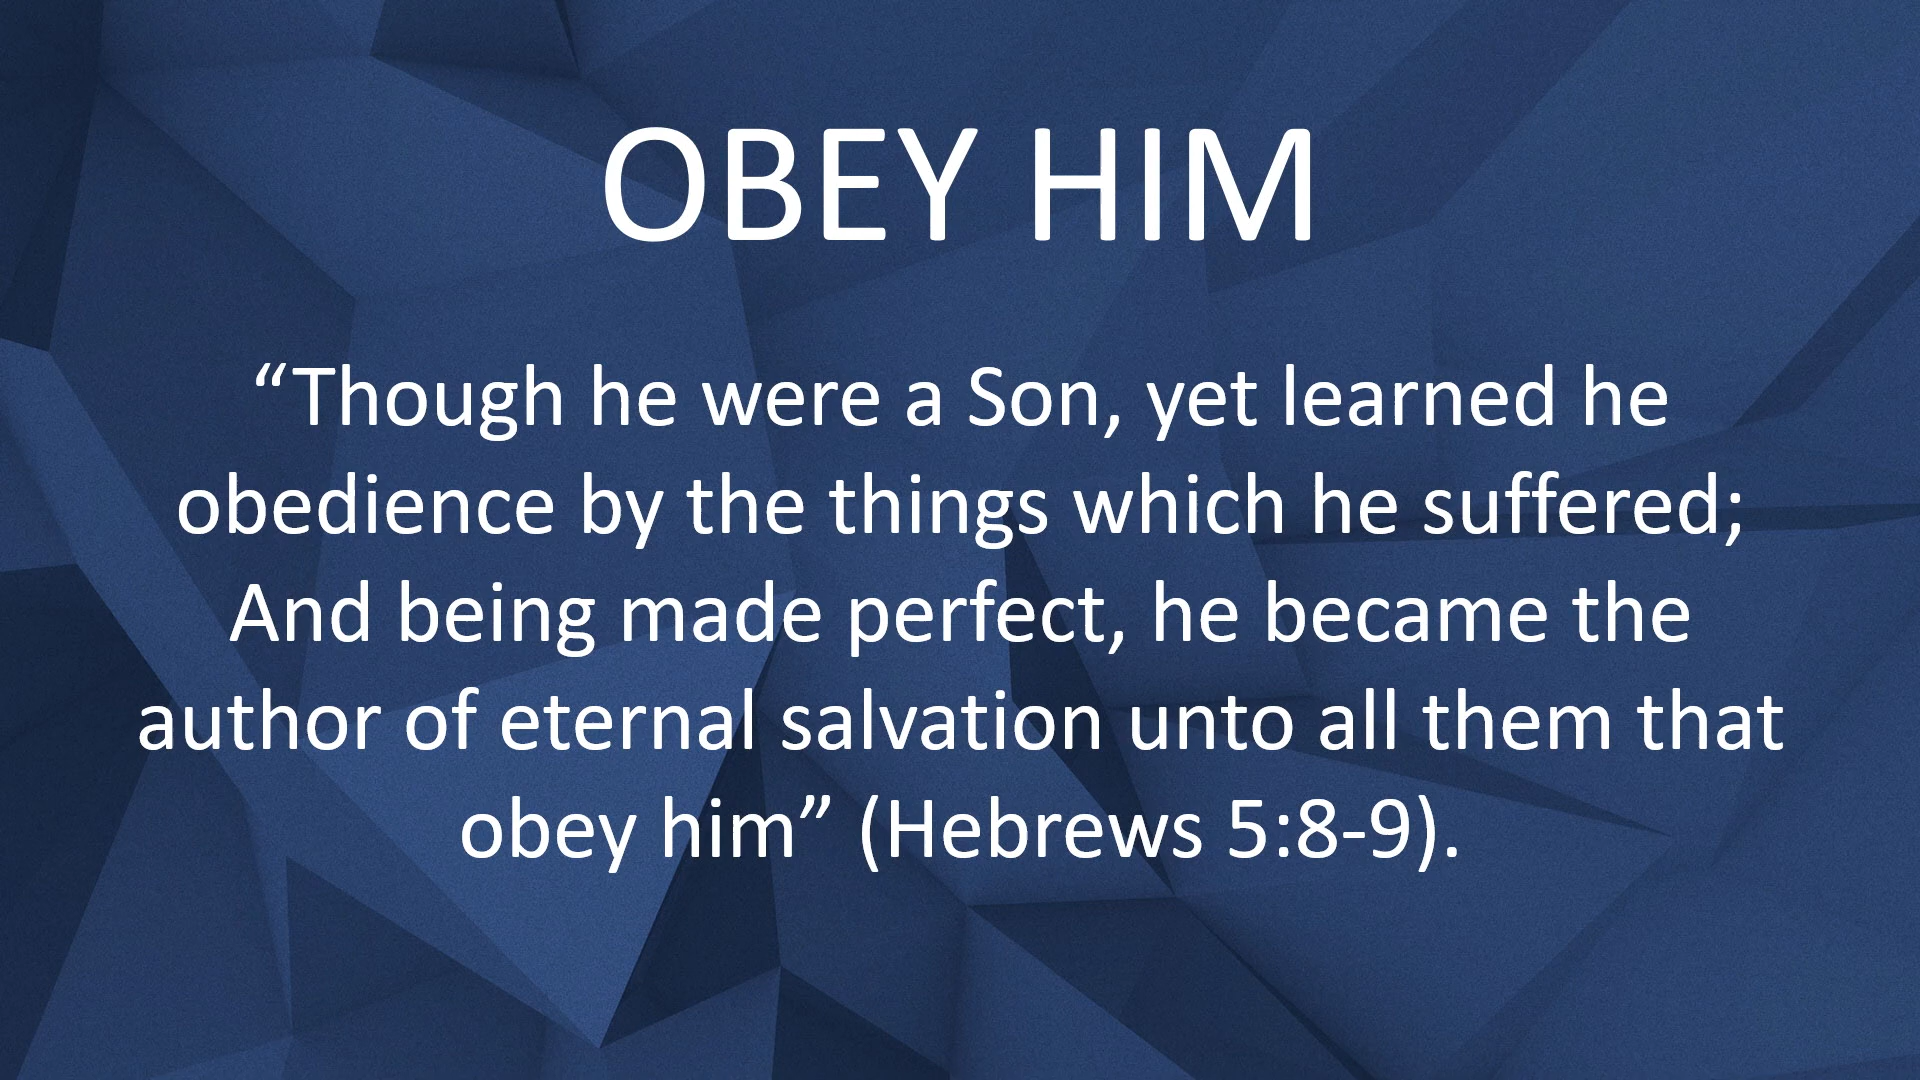 OBEY HIM
“Though he were a Son, yet learned he
obedience by the things which he suffered;
And being made perfect, he became the
author of eternal salvation unto all them that
obey him” (Hebrews 5:8-9).